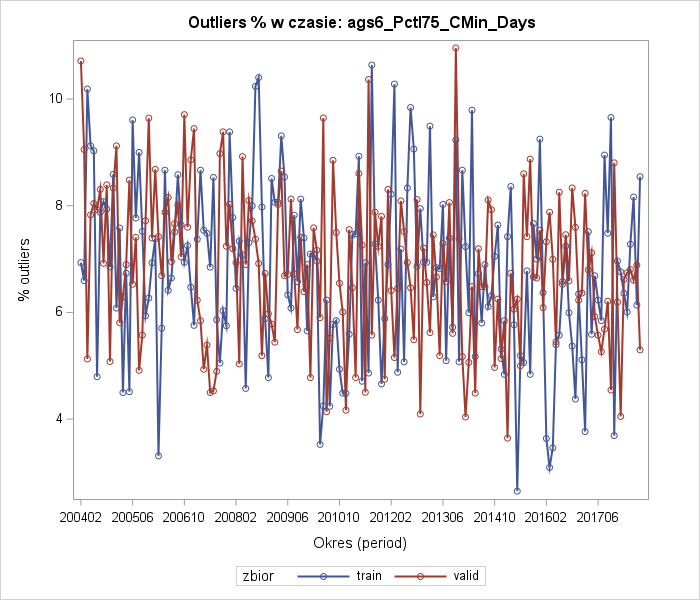 Outliers % w czasie: ags6_Pctl75_CMin_Days
% outliers
10
8
6
4
200402 200506 200610 200802 200906 201010 201202 201306 201410 201602 201706
Okres (period)
zbior train valid